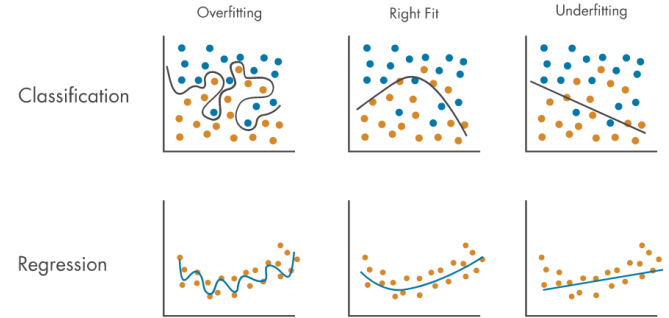 Overfitting
Right Fit
Underfitting
Classification
Regression